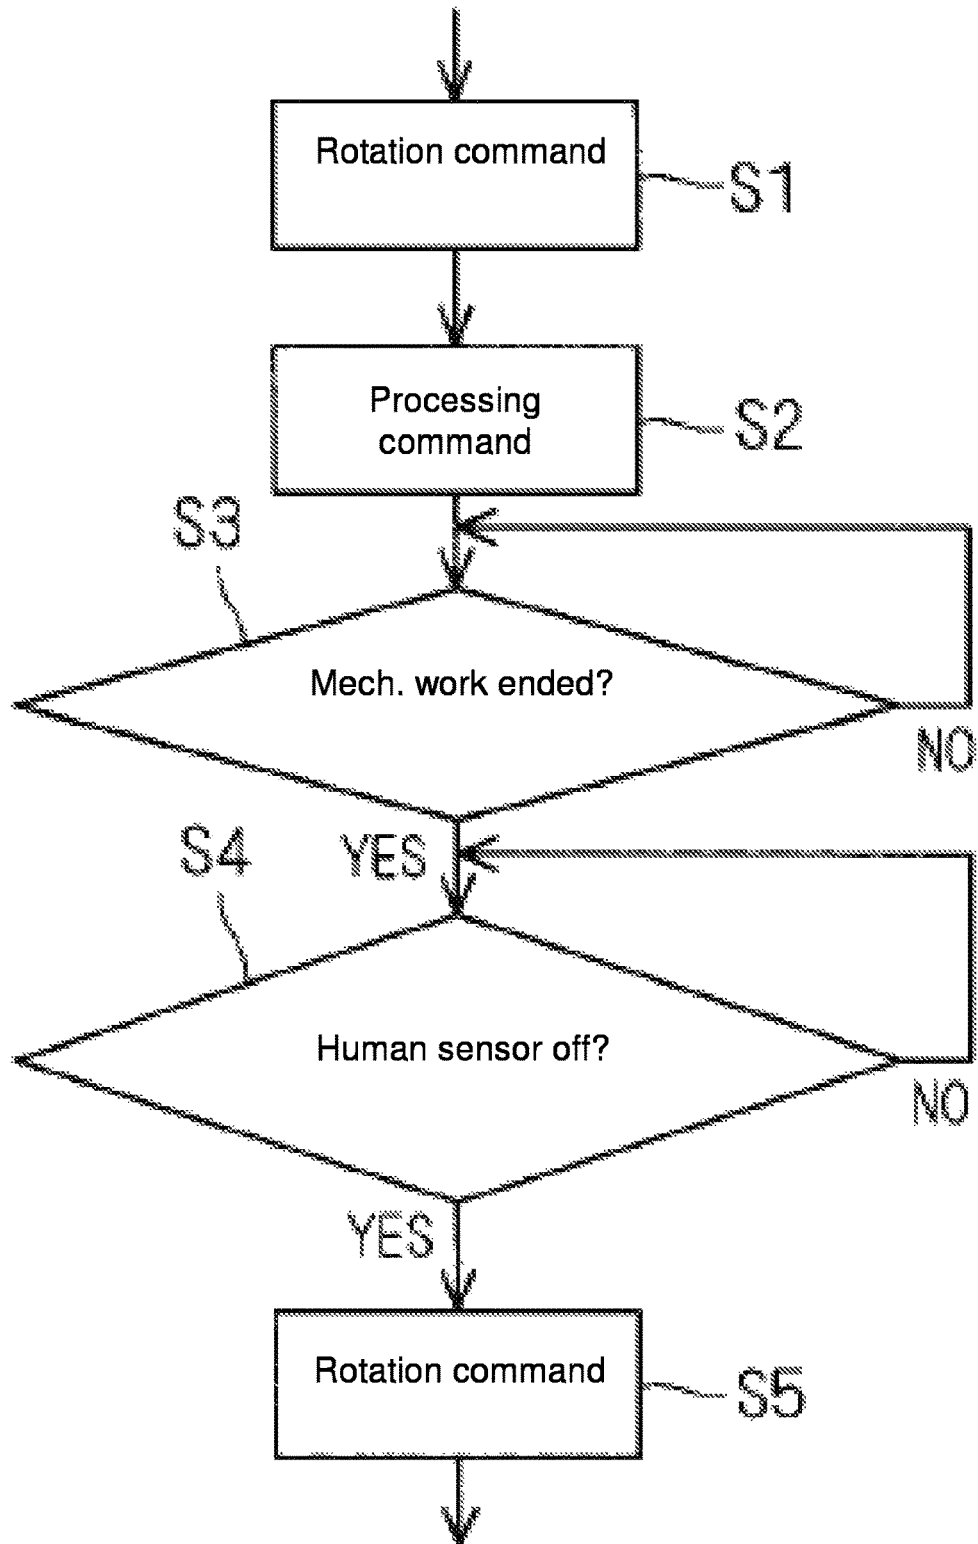 Rotation command
S1
Processing
command
S2
S3
Mech. work ended?
NO
YES
S4
Human sensor off?
NO
YES
Rotation command
S5